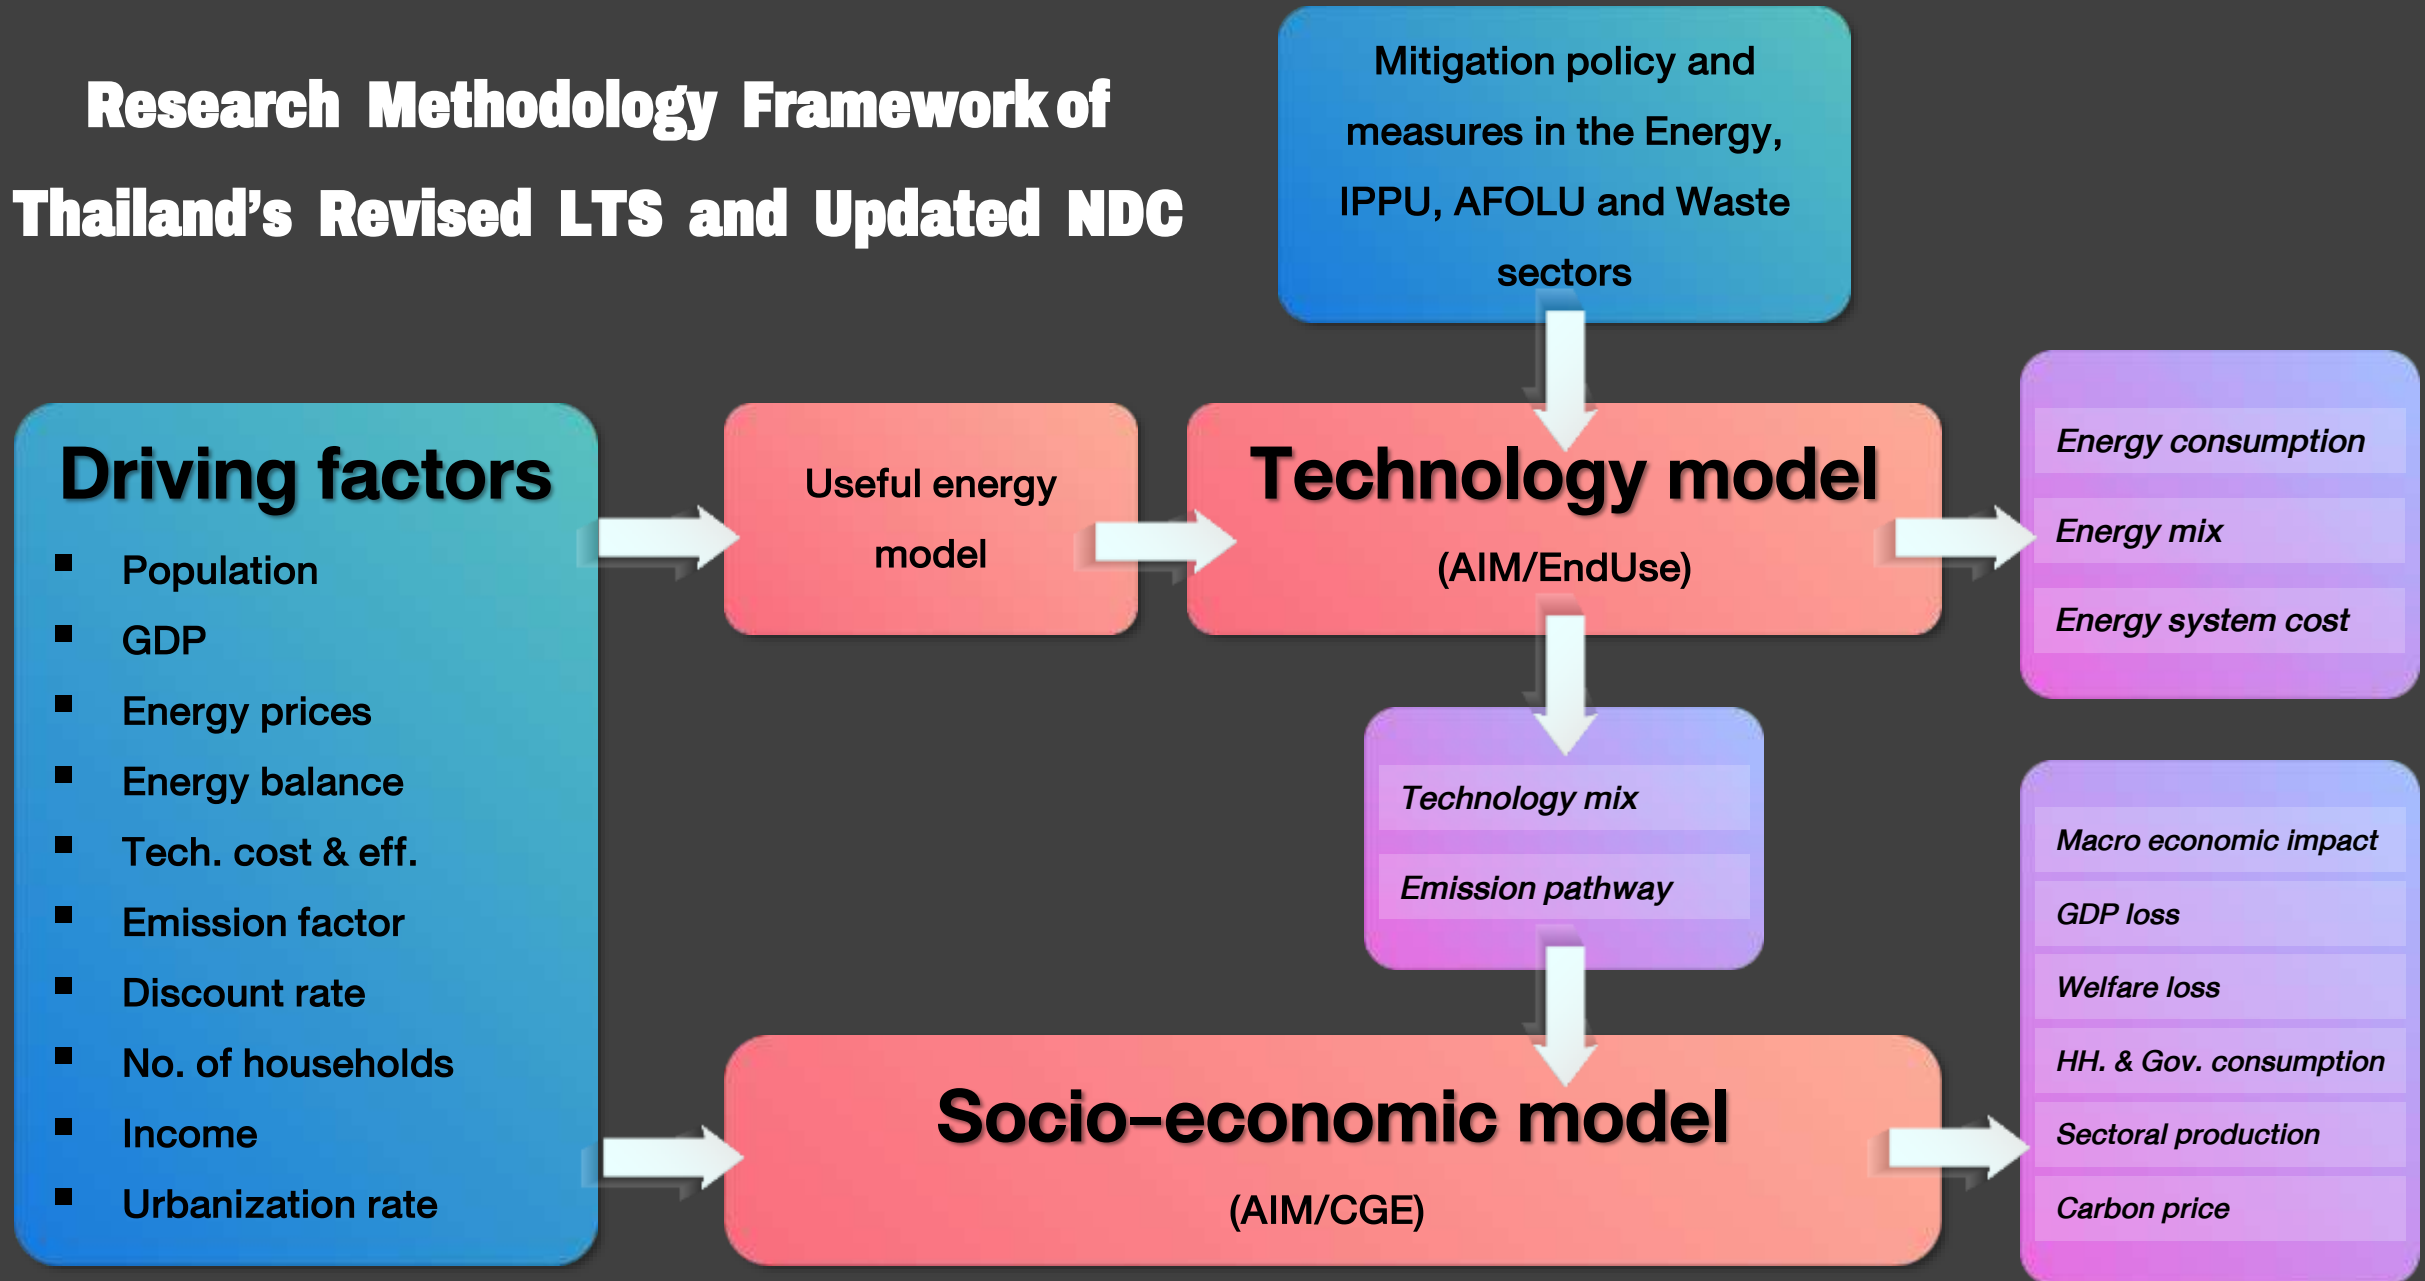 Research Methodology Framework of
Thailand's Revised LTS and Updated NDC
Mitigation policy and
measures in the Energy,
IPPU, AFOLU and Waste
sectors
Driving factors
▪ Population
▪ GDP
▪ Energy prices
▪ Energy balance
▪ Tech. cost & eff.
▪ Emission factor
▪ Discount rate
▪ No. of households
▪ Income
▪ Urbanization rate
Useful energy
model
Technology model
(AIM/EndUse)
Energy consumption
Energy mix
Energy system cost
Technology mix
Emission pathway
Socio-economic model
(AIM/CGE)
Macro economic impact
GDP loss
Welfare loss
HH. & Gov. consumption
Sectoral production
Carbon price